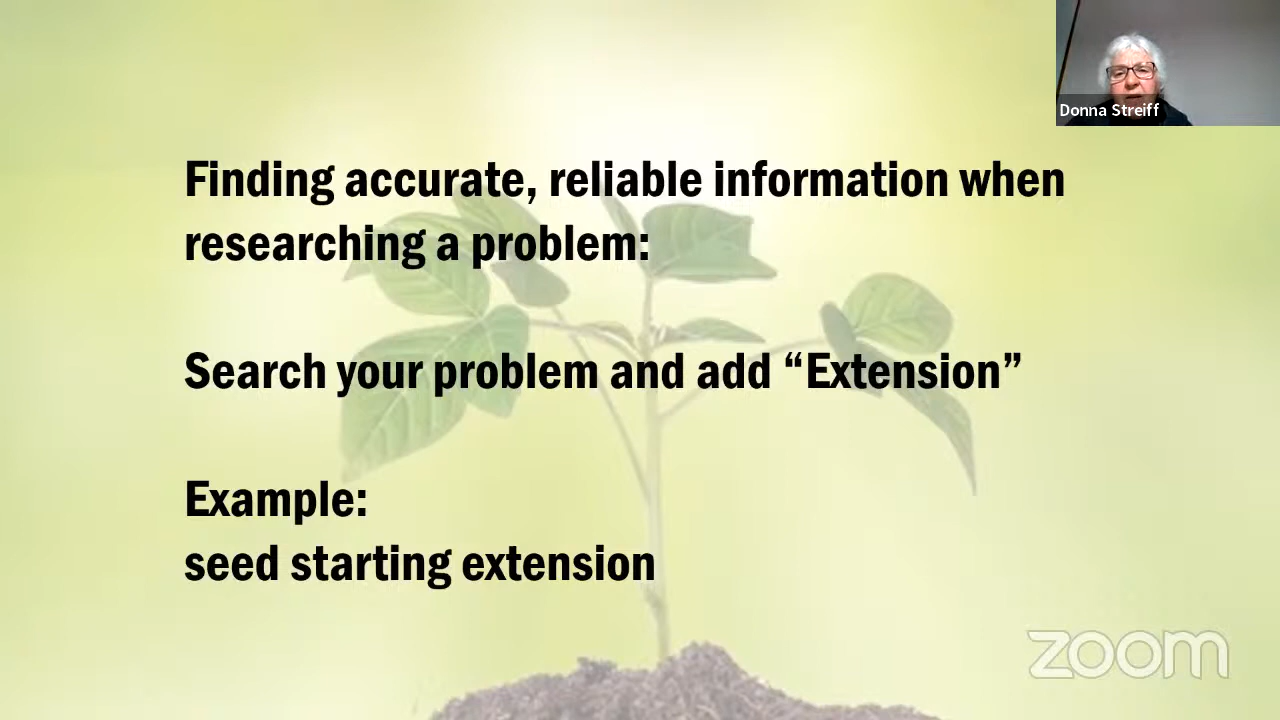 Donna Streiff
Finding accurate, reliable information when
researching a problem:
Search your problem and add “Extension”
Example:
seed starting extension
zoom